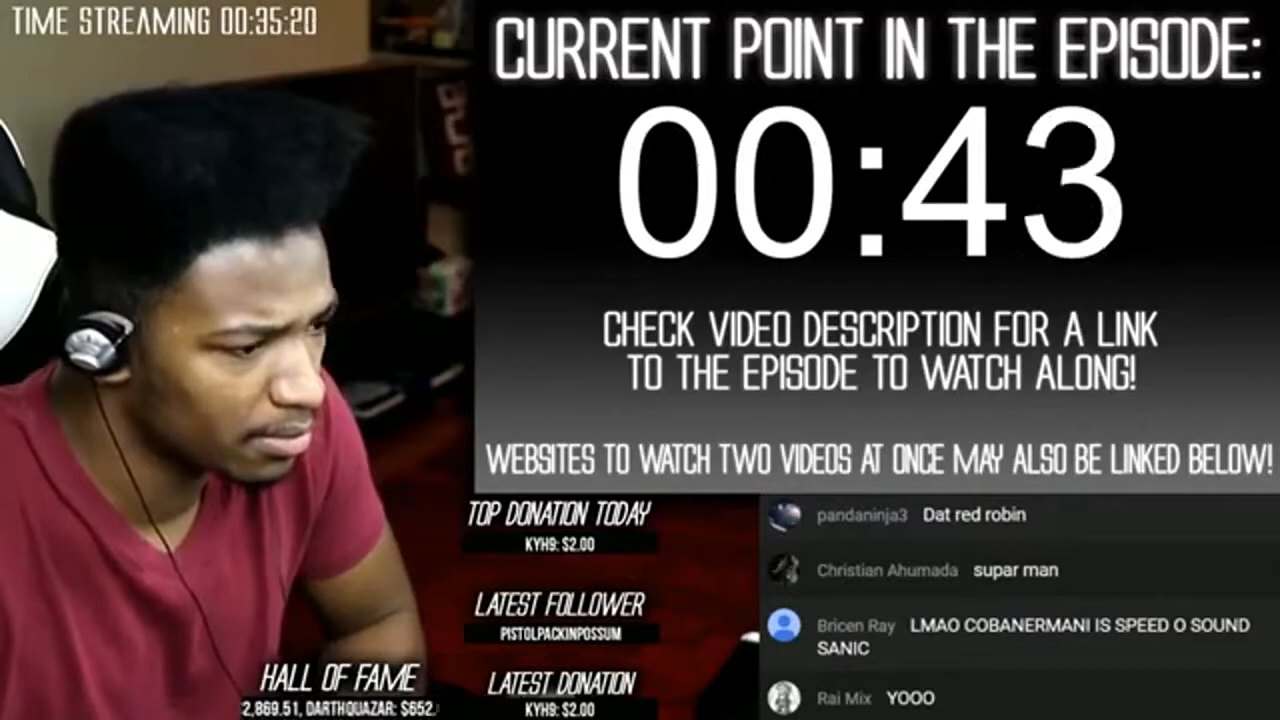 TIME STREAMING 00:35:20
CURRENT POINT IN THE EPISODE:
00:43
CHECK VIDEO DESCRIPTION FOR A LINK
TO THE EPISODE TO WATCH ALONG!
WEBSITES TO WATCH TWO VIDEOS AT ONCE MAY ALSO BE LINKED BELOW!
TOP DONATION TODAY
KYH9: $2.00
LATEST FOLLOWER
PISTOLPACKINPOSSUM
LATEST DONATION
KYH9: $2.00
HALL OF FAME
2,869.51, DARTHQUAZAR: $652.
pandaninja3 Dat red robin
Christian Ahumada supar man
Bricen Ray LMAO COBANERMANI IS SPEED O SOUND
SANIC
Rai Mix YOOO